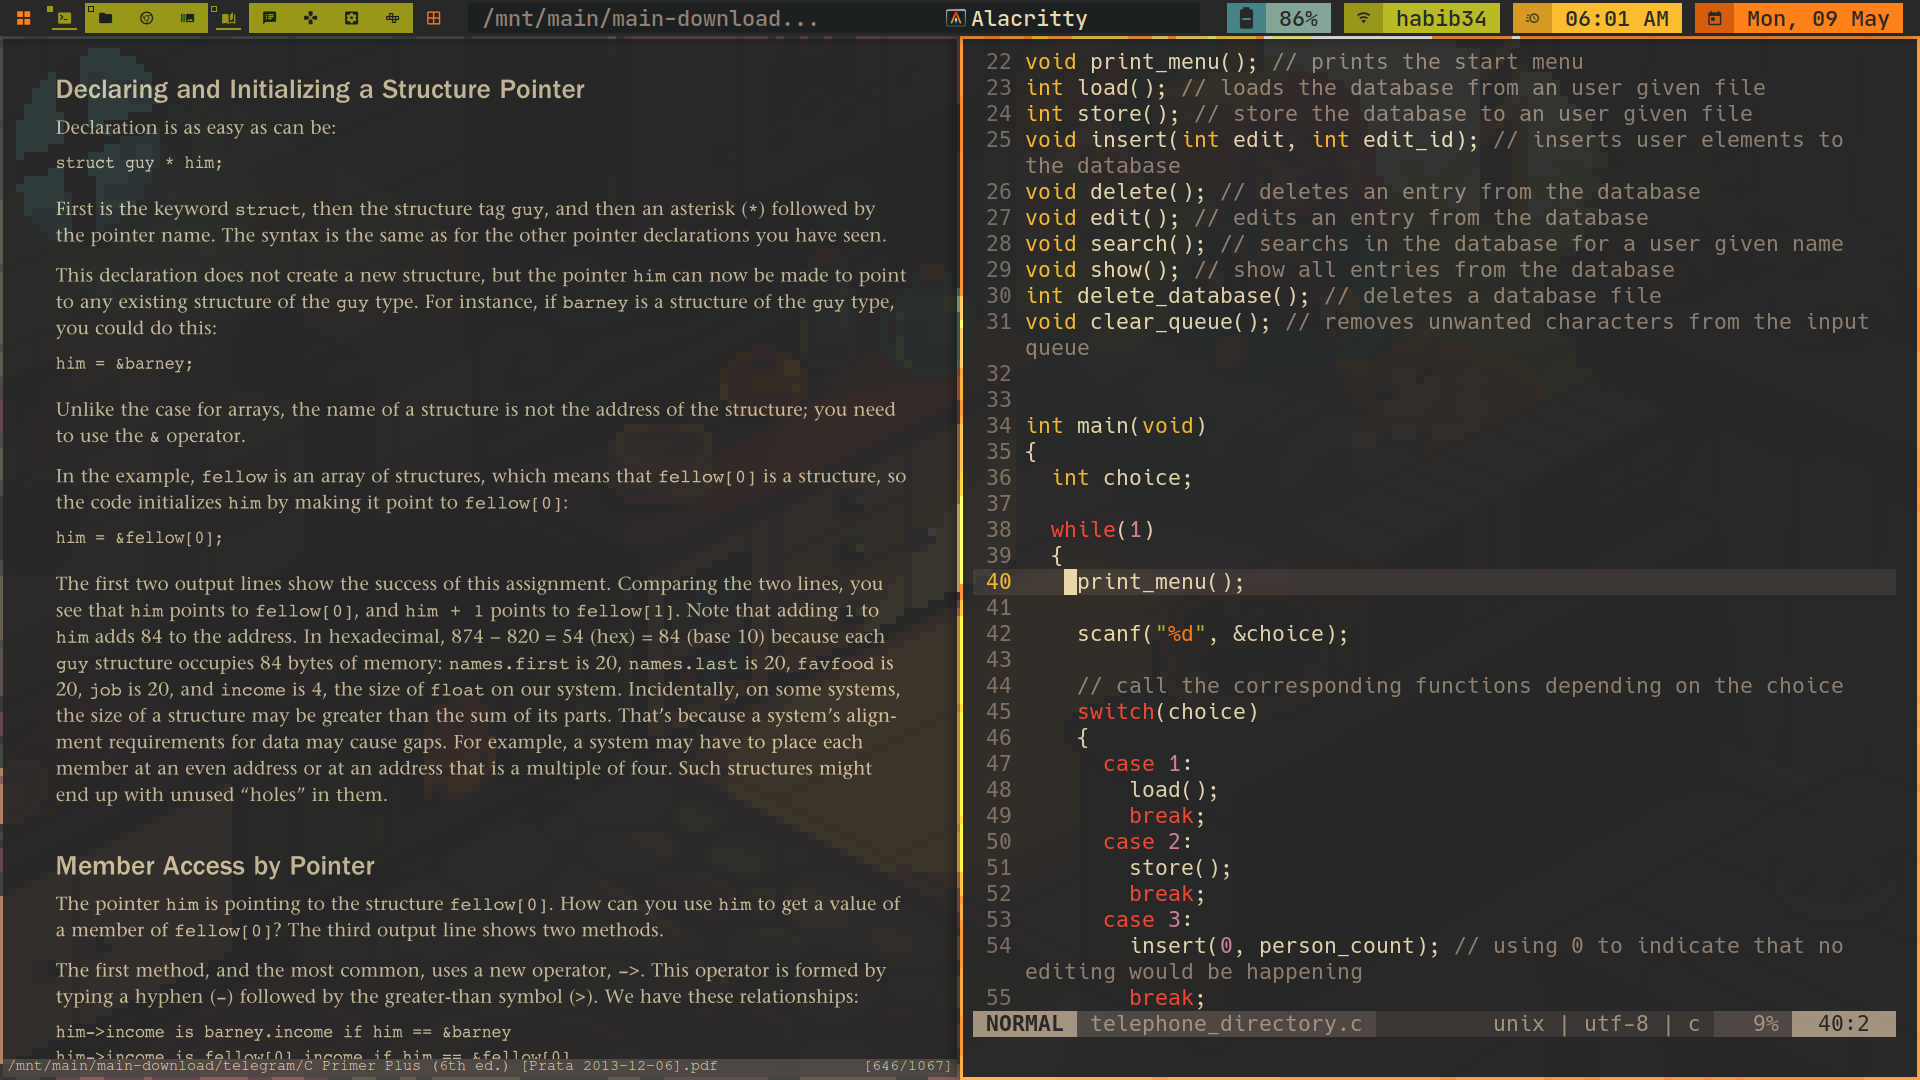 /mnt/main/main-download...
Alacritty
86%
habib34
06:01 AM
Mon, 09 May
Declaring and Initializing a Structure Pointer
Declaration is as easy as can be:
struct guy * him;
First is the keyword struct, then the structure tag guy, and then an asterisk (*) followed by
the pointer name. The syntax is the same as for the other pointer declarations you have seen.
This declaration does not create a new structure, but the pointer him can now be made to point
to any existing structure of the guy type. For instance, if barney is a structure of the guy type,
you could do this:
him = &barney;
Unlike the case for arrays, the name of a structure is not the address of the structure; you need
to use the & operator.
In the example, fellow is an array of structures, which means that fellow[0] is a structure, so
the code initializes him by making it point to fellow[0]:
him = &fellow[0];
The first two output lines show the success of this assignment. Comparing the two lines, you
see that him points to fellow[0], and him + 1 points to fellow[1]. Note that adding 1 to
him adds 84 to the address. In hexadecimal, 874 – 820 = 54 (hex) = 84 (base 10) because each
guy structure occupies 84 bytes of memory: names.first is 20, names.last is 20, favfood is
20, job is 20, and income is 4, the size of float on our system. Incidentally, on some systems,
the size of a structure may be greater than the sum of its parts. That’s because a system’s align-
ment requirements for data may cause gaps. For example, a system may have to place each
member at an even address or at an address that is a multiple of four. Such structures might
end up with unused “holes” in them.
Member Access by Pointer
The pointer him is pointing to the structure fellow[0]. How can you use him to get a value of
a member of fellow[0]? The third output line shows two methods.
The first method, and the most common, uses a new operator, –>. This operator is formed by
typing a hyphen (–) followed by the greater-than symbol (>). We have these relationships:
him->income is barney.income if him == &barney
him->income is fellow[0].income if him == &fellow[0]
/mnt/main/main-download/telegram/C Primer Plus (6th ed.) [Prata 2013-12-06].pdf
[646/1067]
22 void print_menu(); // prints the start menu
23 int load(); // loads the database from an user given file
24 int store(); // store the database to an user given file
25 void insert(int edit, int edit_id); // inserts user elements to
the database
26 void delete(); // deletes an entry from the database
27 void edit(); // edits an entry from the database
28 void search(); // searchs in the database for a user given name
29 void show(); // show all entries from the database
30 int delete_database(); // deletes a database file
31 void clear_queue(); // removes unwanted characters from the input
queue
32
33
34 int main(void)
35 {
36 int choice;
37
38 while(1)
39 {
40 print_menu();
41
42 scanf("%d", &choice);
43
44 // call the corresponding functions depending on the choice
45 switch(choice)
46 {
47 case 1:
48 load();
49 break;
50 case 2:
51 store();
52 break;
53 case 3:
54 insert(0, person_count); // using 0 to indicate that no
editing would be happening
55 break;
NORMAL telephone_directory.c unix | utf-8 | c 9% 40:2